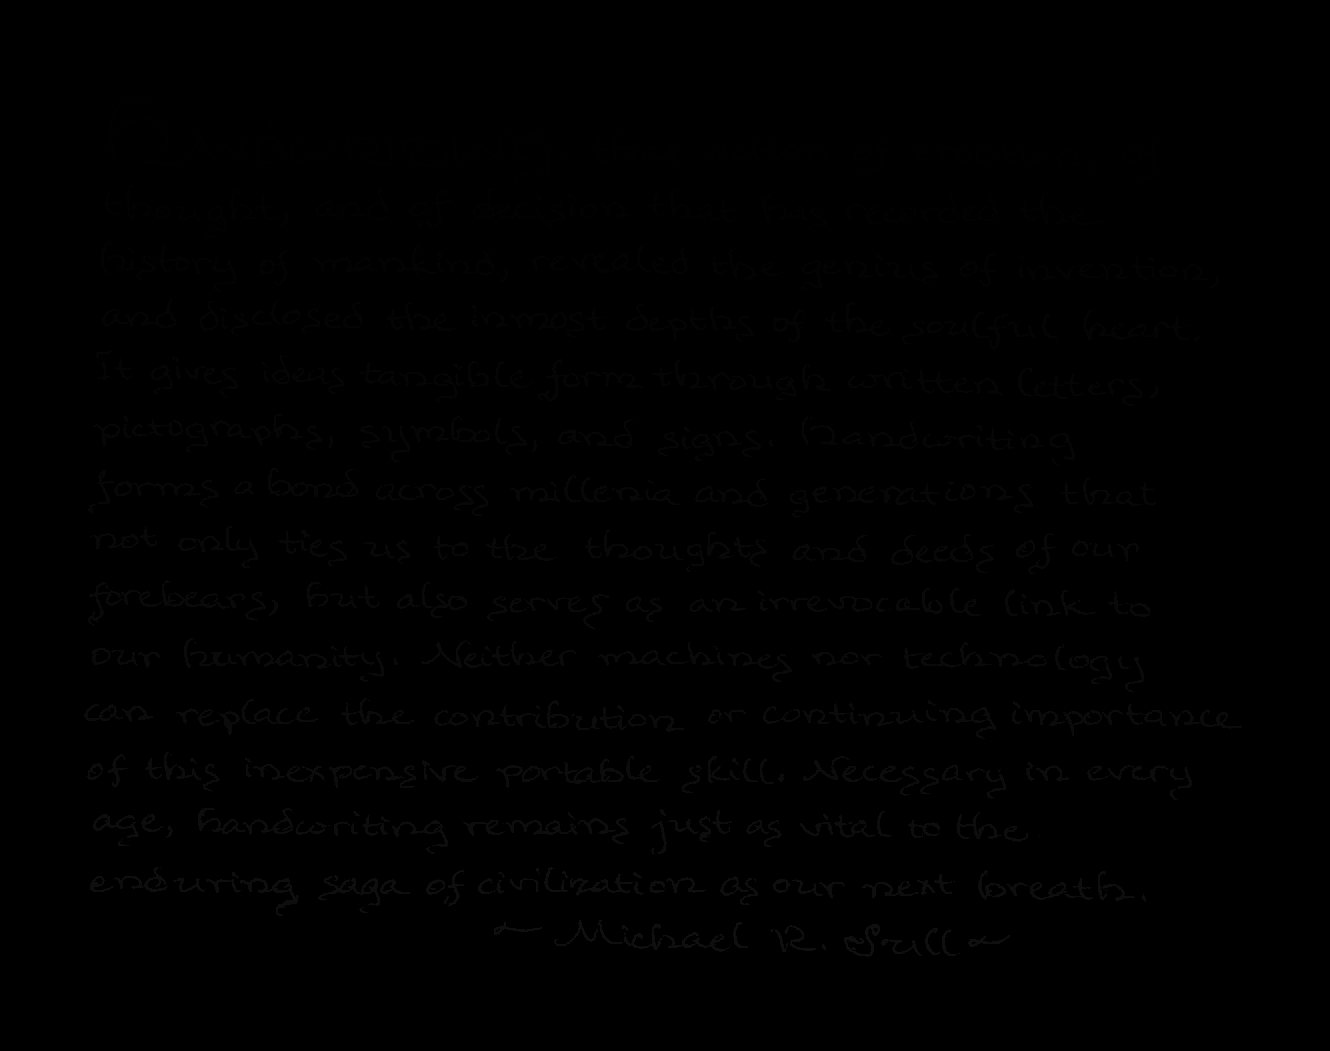 thought, and of decision that has recorded the
history of mankind, revealed the genius of invention,
and disclosed the inmost depths of the soulful heart.
It gives ideas tangible form through written letters,
pictographs, symbols, and signs. Handwriting
forms a bond across millenia and generations that
not only ties us to the thoughts and deeds of our
forebears, but also serves as an irrevocable link to
our humanity. Neither machines nor technology
can replace the contribution or continuing importance
of this inexpensive portable skill. Necessary in every
age, handwriting remains just as vital to the
enduring saga of civilization as our next breath.
~ Michael R. Sull ~